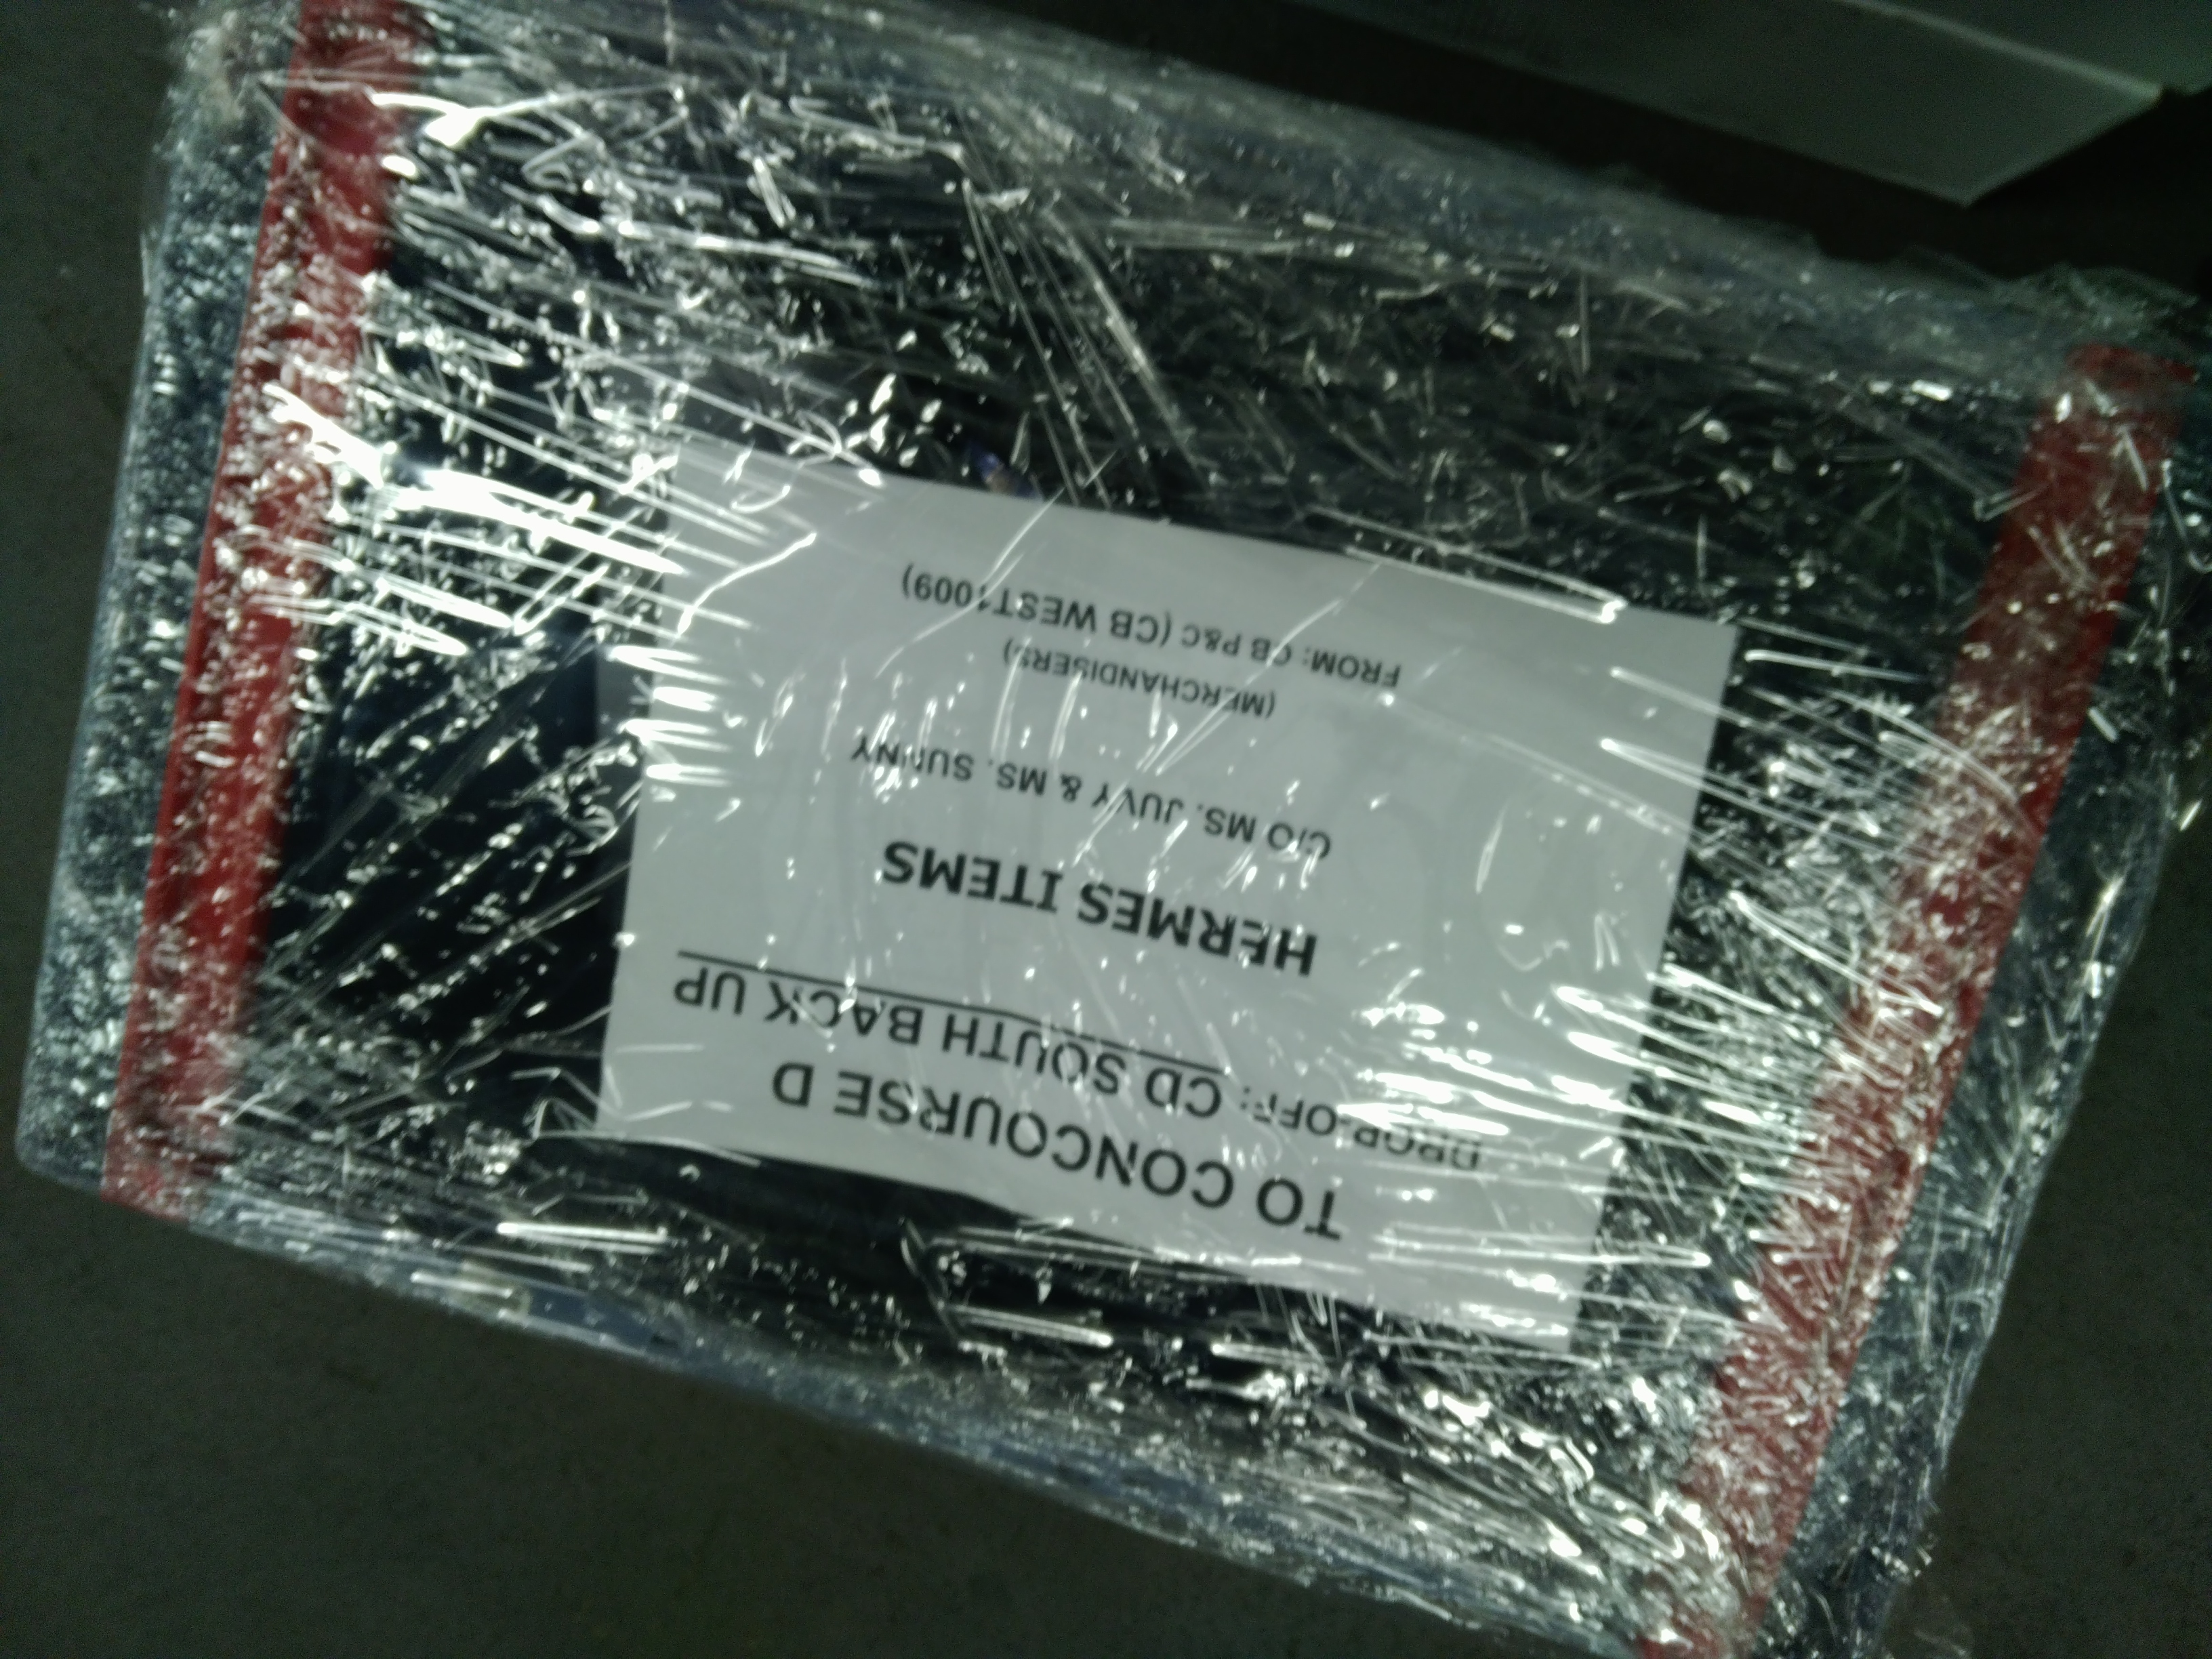 TO CONCOURSE D
DROP-OFF: CD SOUTH BACK UP
HERMES ITEMS
C/O MS. JUVY & MS. SUNNY
(MERCHANDISERS)
FROM: CB P&C (CB WEST1009)